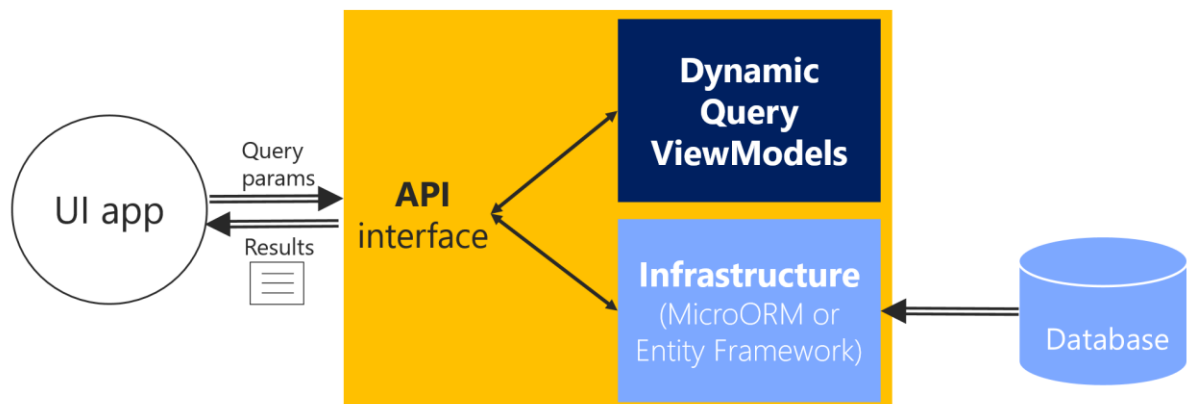 UI app
Query
params
Results
API
interface
Dynamic
Query
ViewModels
Infrastructure
(MicroORM or
Entity Framework)
Database